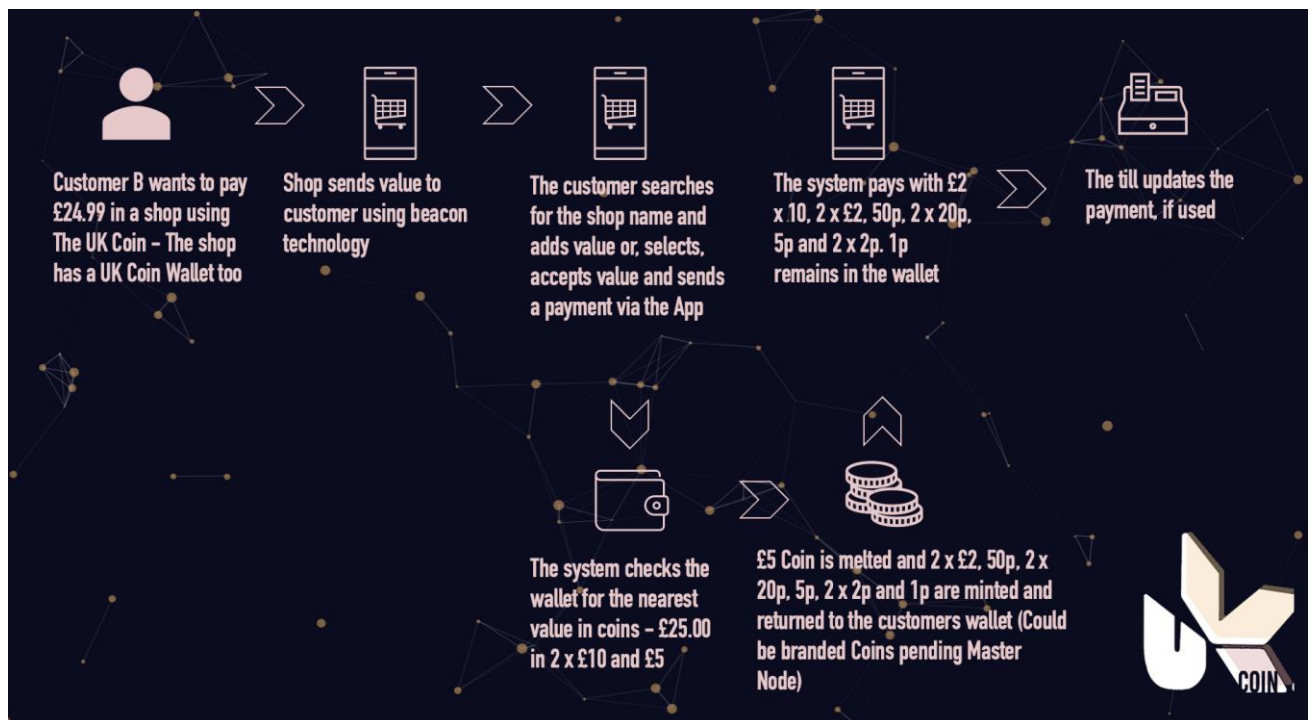 Customer B wants to pay
£24.99 in a shop using
The UK Coin – The shop
has a UK Coin Wallet too
Shop sends value to
customer using beacon
technology
The customer searches
for the shop name and
adds value or, selects,
accepts value and sends
a payment via the App
The system pays with £2
x 10, 2 x £2, 50p, 2 x 20p,
5p and 2 x 2p. 1p
remains in the wallet
The till updates the
payment, if used
The system checks the
wallet for the nearest
value in coins – £25.00
in 2 x £10 and £5
£5 Coin is melted and 2 x £2, 50p, 2 x
20p, 5p, 2 x 2p and 1p are minted and
returned to the customers wallet (Could
be branded Coins pending Master
Node)
UK
COIN